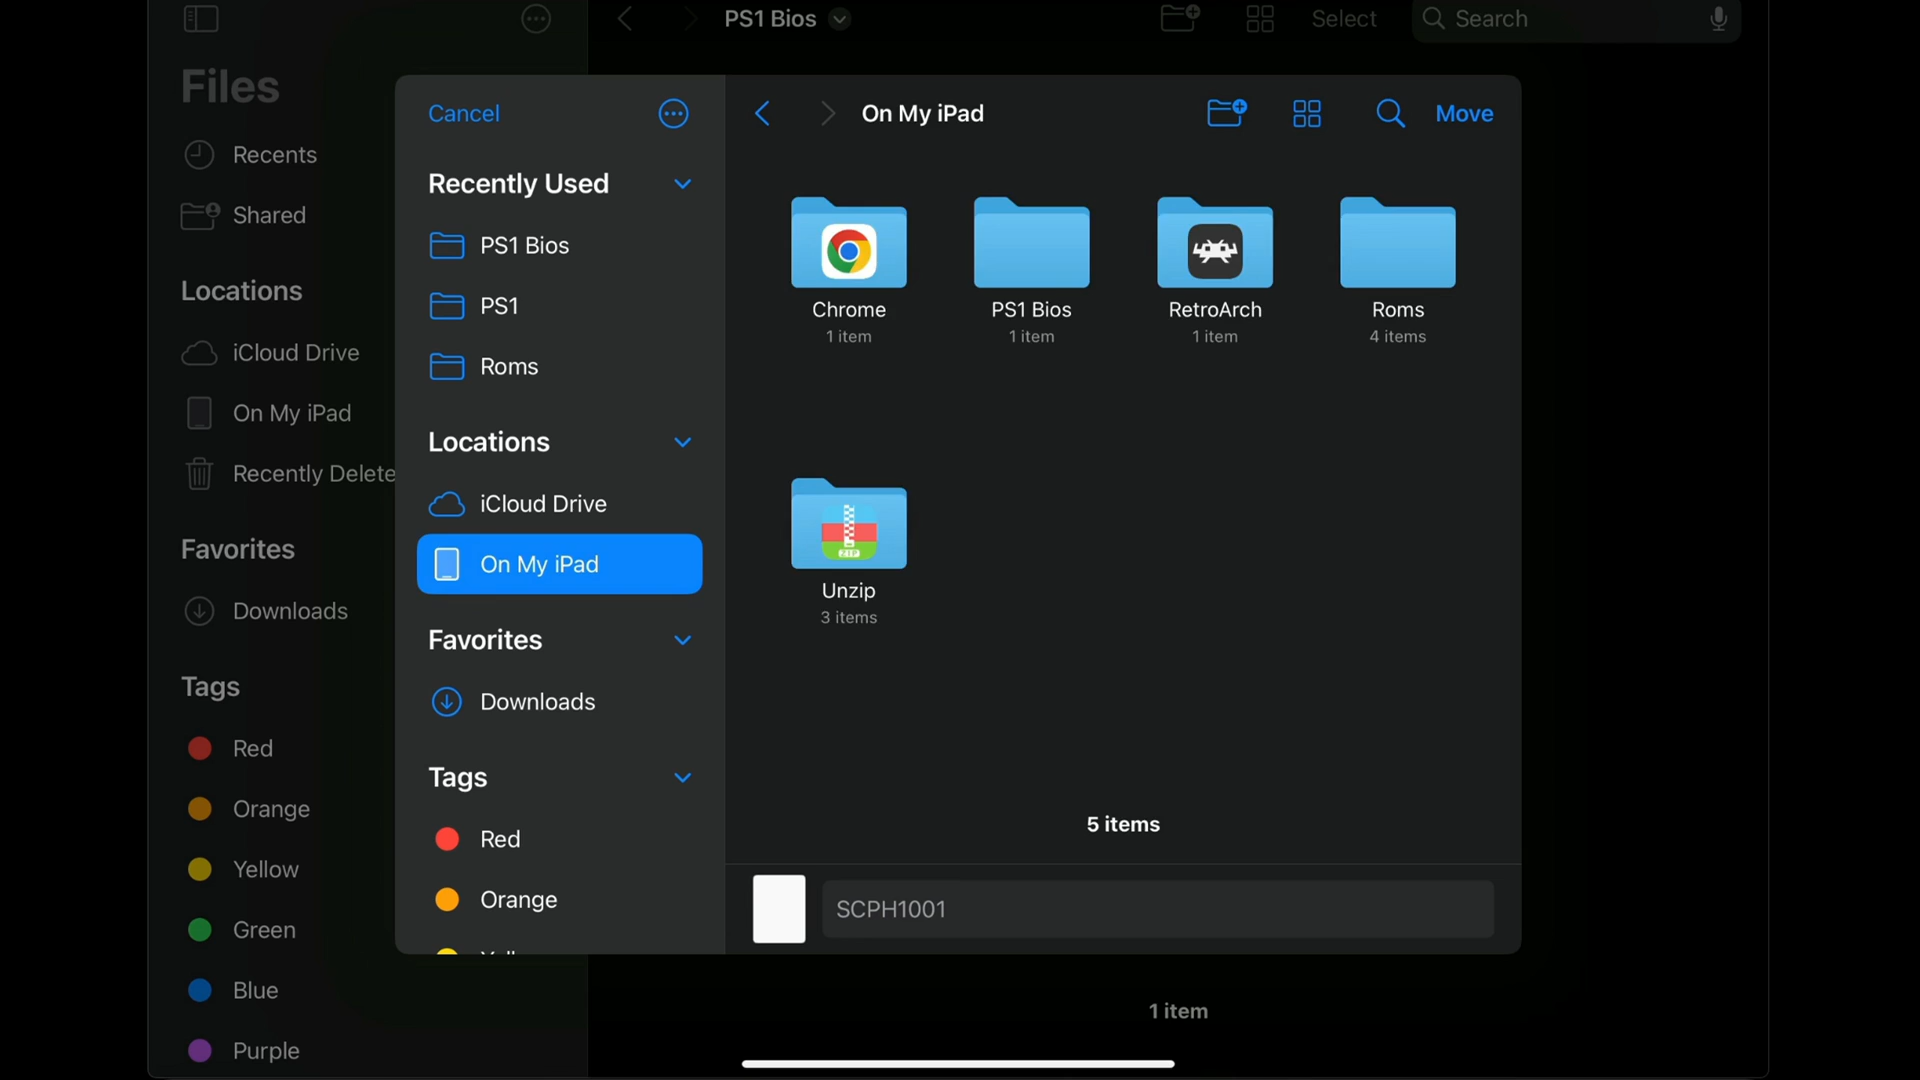 PS1 Bios
Select
Search
Files
Recents
Shared
Locations
iCloud Drive
On My iPad
Recently Delete
Favorites
Downloads
Tags
Red
Orange
Yellow
Green
Blue
Purple
Cancel
Recently Used
PS1 Bios
PS1
Roms
Locations
iCloud Drive
On My iPad
Favorites
Downloads
Tags
Red
Orange
On My iPad
Move
Chrome
1 item
PS1 Bios
1 item
RetroArch
1 item
Roms
4 items
ZIP
Unzip
3 items
5 items
SCPH1001
1 item